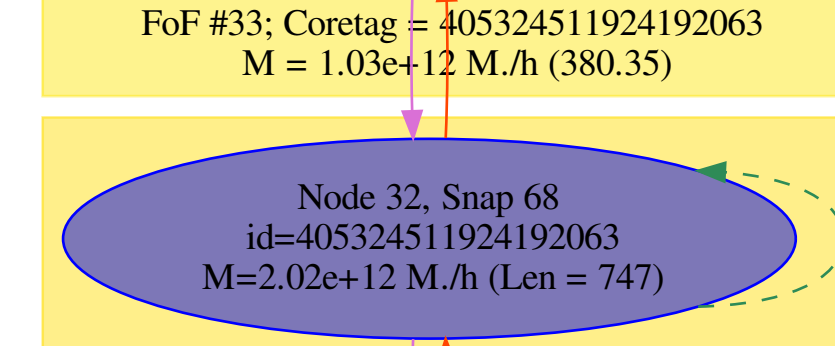 FoF #33; Coretag = 405324511924192063
M = 1.03e+12 M./h (380.35)
Node 32, Snap 68
id=405324511924192063
M=2.02e+12 M./h (Len = 747)